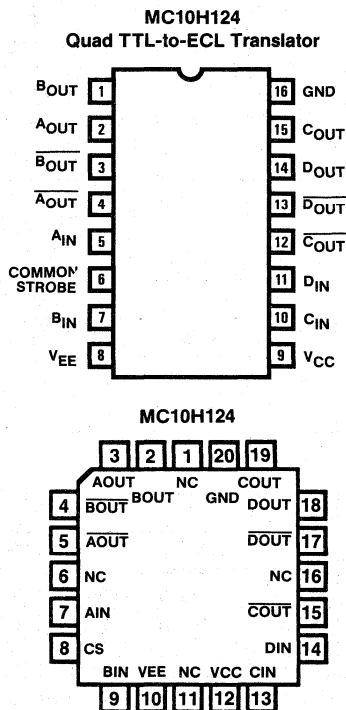 MC10H124
Quad TTL-to-ECL Translator
BOUT 1 16 GND
AOUT 2 15 COUT
BOUT 3 14 DOUT
AOUT 4 13 DOUT
AIN 5 12 COUT
COMMON
STROBE 6 11 DIN
BIN 7 10 CIN
VEE 8 9 VCC
MC10H124
3 2 1 20 19
AOUT NC COUT
BOUT GND
4 BOUT DOUT 18
5 AOUT DOUT 17
6 NC NC 16
7 AIN COUT 15
8 CS DIN 14
BIN VEE NC VCC CIN
9 10 11 12 13